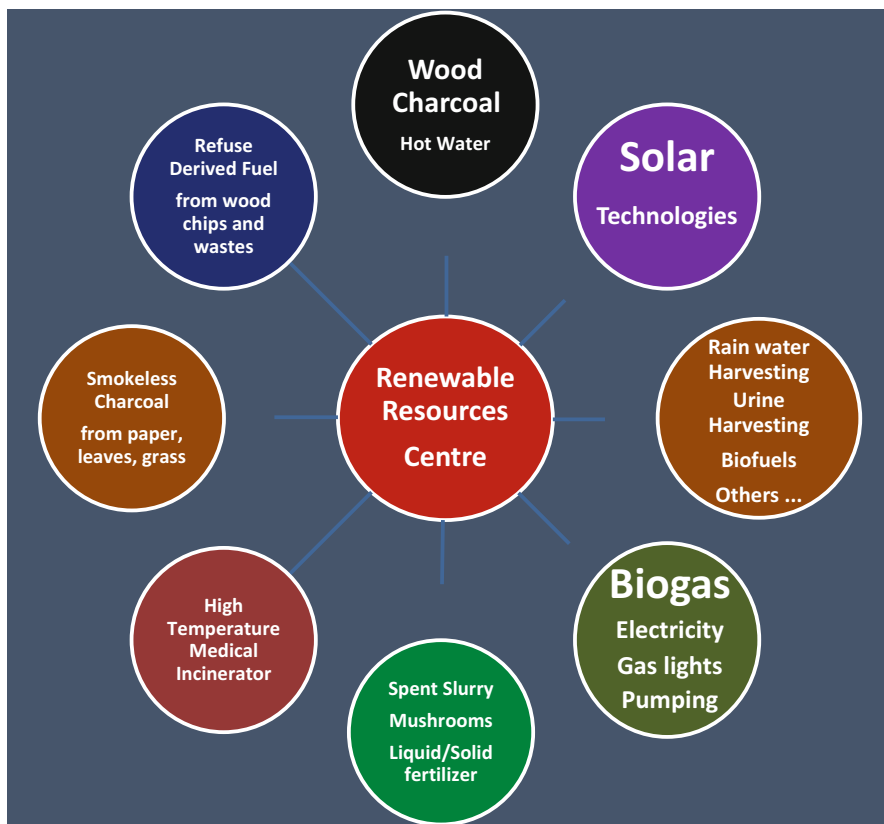 Wood
Charcoal
Hot Water
Solar
Technologies
Rain water
Harvesting
Urine
Harvesting
Biofuels
Others ...
Biogas
Electricity
Gas lights
Pumping
Spent Slurry
Mushrooms
Liquid/Solid
fertilizer
High
Temperature
Medical
Incinerator
Smokeless
Charcoal
from paper,
leaves, grass
Refuse
Derived Fuel
from wood
chips and
wastes
Renewable
Resources
Centre